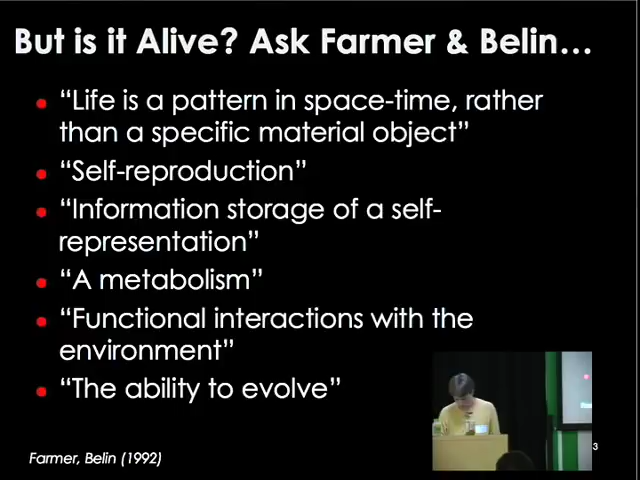 But is it Alive? Ask Farmer & Belin...
• “Life is a pattern in space-time, rather
than a specific material object”
• “Self-reproduction”
• “Information storage of a self-
representation”
• “A metabolism”
• “Functional interactions with the
environment”
• “The ability to evolve”
Farmer, Belin (1992)
3